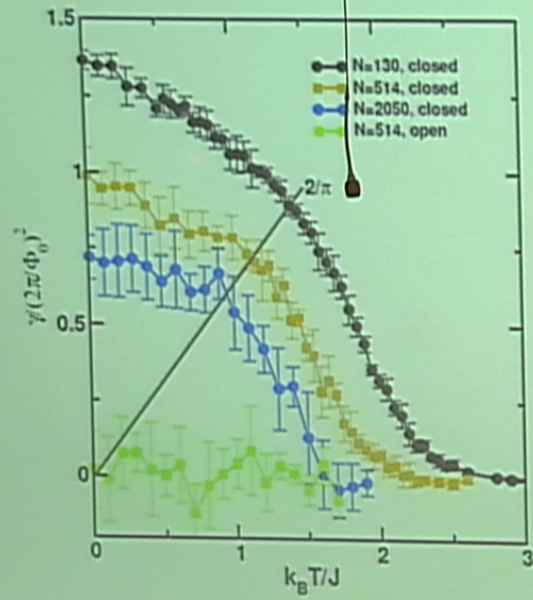 1.5
N=130, closed
N=514, closed
N=2050, closed
N=514, open
1
2/π
γ/(2π/Φ₀)²
0.5
0
0 1 2 3
k_BT/J